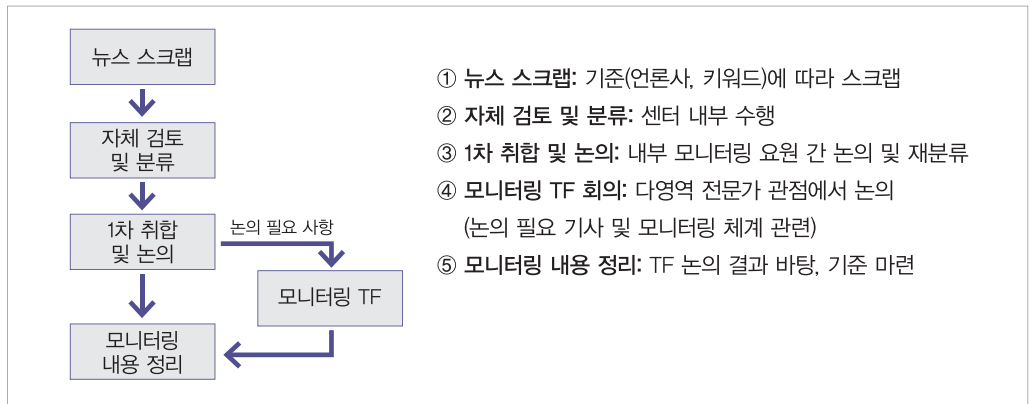 뉴스 스크랩
자체 검토
및 분류
1차 취합
및 논의
논의 필요 사항
모니터링 TF
모니터링
내용 정리
① 뉴스 스크랩: 기준(언론사, 키워드)에 따라 스크랩
② 자체 검토 및 분류: 센터 내부 수행
③ 1차 취합 및 논의: 내부 모니터링 요원 간 논의 및 재분류
④ 모니터링 TF 회의: 다영역 전문가 관점에서 논의
(논의 필요 기사 및 모니터링 체계 관련)
⑤ 모니터링 내용 정리: TF 논의 결과 바탕, 기준 마련